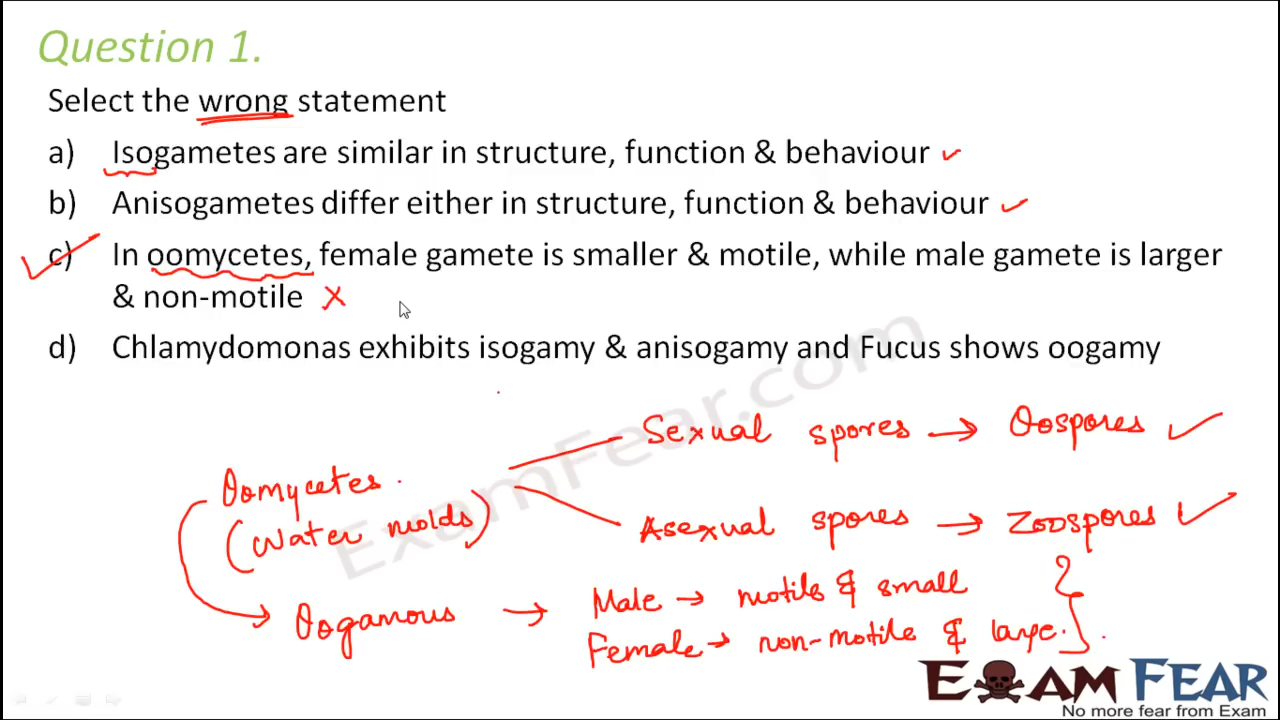 Question 1.
Select the wrong statement
a) Isogametes are similar in structure, function & behaviour
b) Anisogametes differ either in structure, function & behaviour
c) In oomycetes, female gamete is smaller & motile, while male gamete is larger
& non-motile
d) Chlamydomonas exhibits isogamy & anisogamy and Fucus shows oogamy
ExamFear.com
Sexual spores → Oospores
Oomycetes.
(Water molds)
Asexual spores → Zoospores
Oogamous → Male → motile & small
Female → non-motile & large.
EXAM FEAR
No more fear from Exam